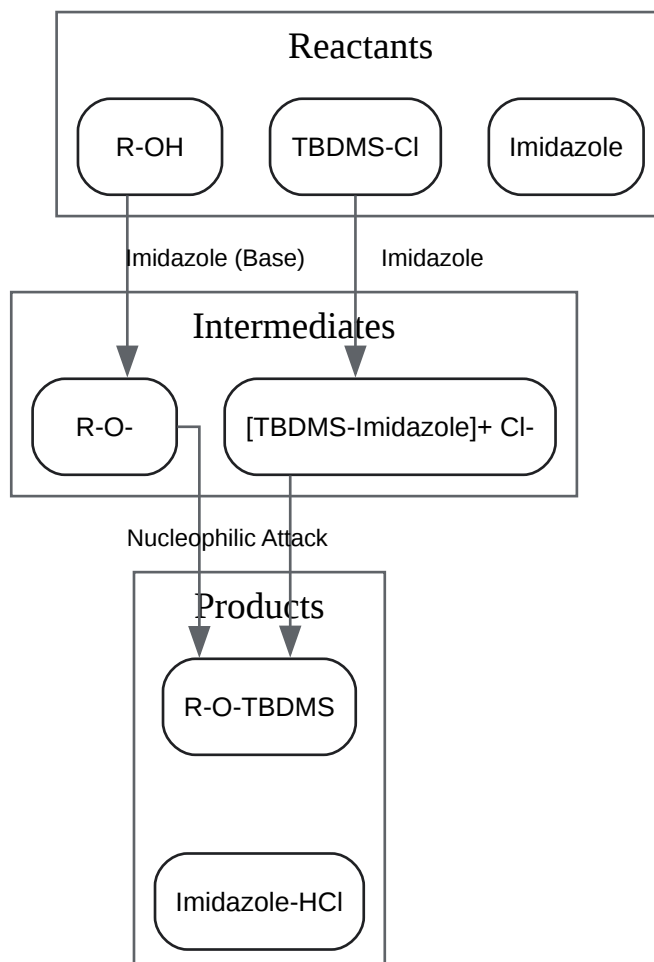 Reactants
R-OH
TBDMS-Cl
Imidazole
Imidazole (Base)
Imidazole
Intermediates
R-O-
[TBDMS-Imidazole]+ Cl-
Nucleophilic Attack
Products
R-O-TBDMS
Imidazole-HCl